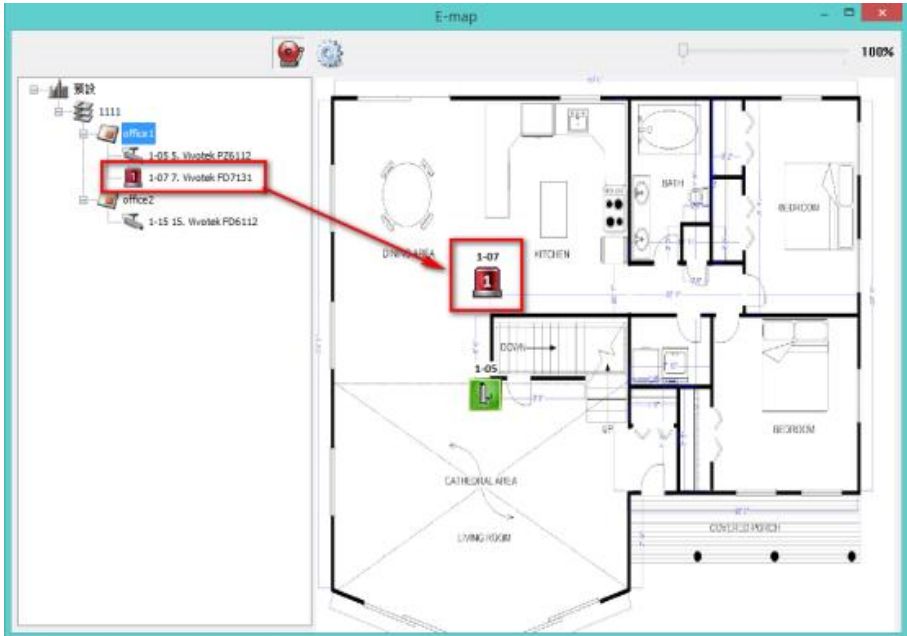 E-map
100%
預設
1111
office1
1-05 5. Vivotek PZ6112
1-07 7. Vivotek FD7131
office2
1-15 15. Vivotek FD6112
BATH
BEDROOM
DINING AREA
1-07
KITCHEN
1
DOWN
1-05
UP
BEDROOM
CATHEDRAL AREA
LIVING ROOM
COVERED PORCH